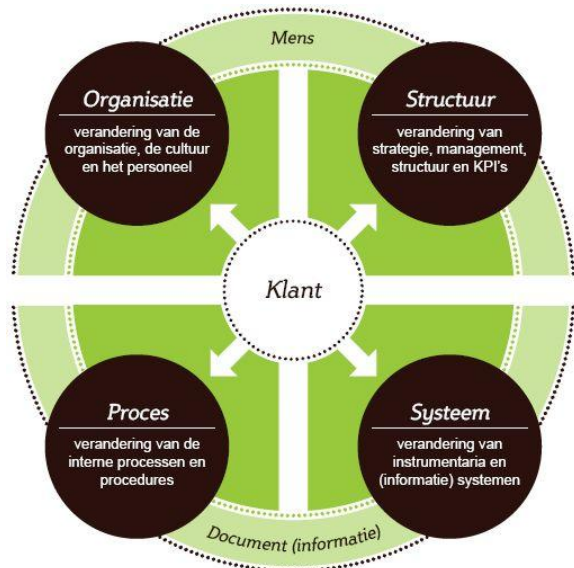 Mens
Organisatie
verandering van de
organisatie, de cultuur
en het personeel
Structuur
verandering van
strategie, management,
structuur en KPI's
Klant
Proces
verandering van de
interne processen en
procedures
Systeem
verandering van
instrumentaria en
(informatie) systemen
Document (informatie)